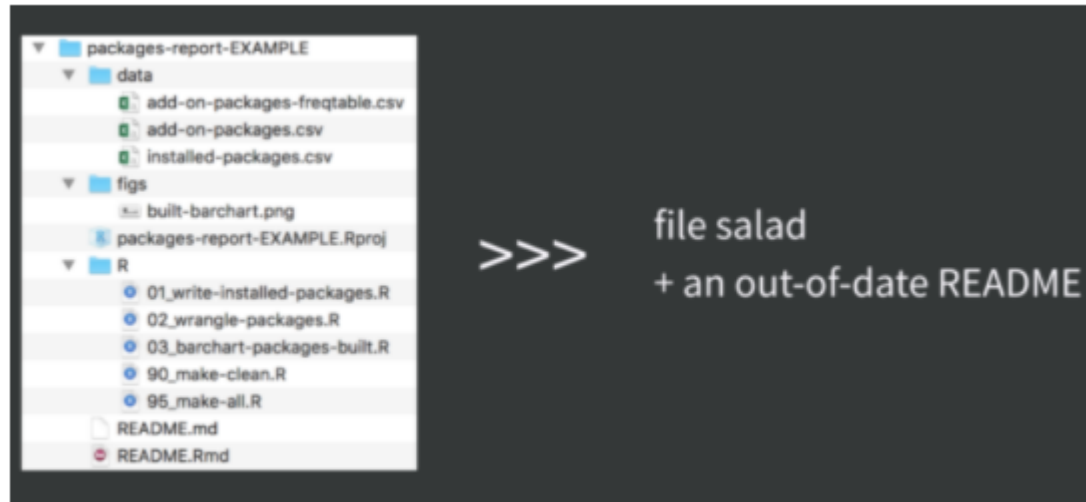 packages-report-EXAMPLE
data
add-on-packages-freqtable.csv
add-on-packages.csv
installed-packages.csv
figs
built-barchart.png
packages-report-EXAMPLE.Rproj
R
01_write-installed-packages.R
02_wrangle-packages.R
03_barchart-packages-built.R
90_make-clean.R
95_make-all.R
README.md
README.Rmd
>>>
file salad
+ an out-of-date README